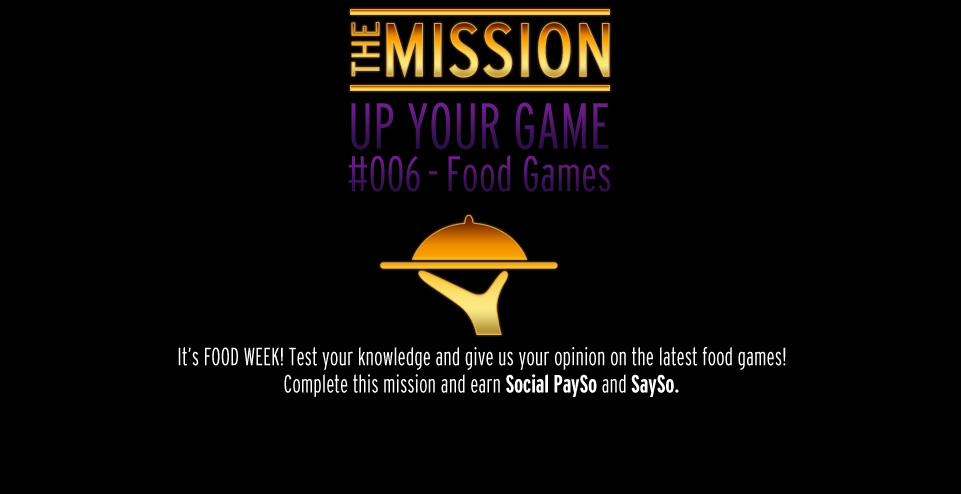 THE MISSION
UP YOUR GAME
#006 - Food Games
It's FOOD WEEK! Test your knowledge and give us your opinion on the latest food games!
Complete this mission and earn Social PaySo and SaySo.